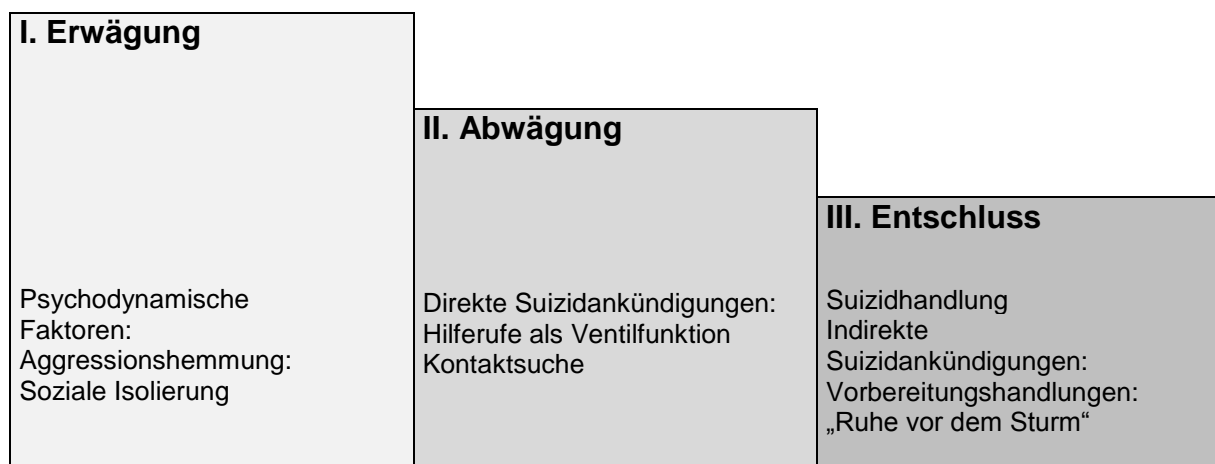 I. Erwägung
Psychodynamische
Faktoren:
Aggressionshemmung:
Soziale Isolierung
II. Abwägung
Direkte Suizidankündigungen:
Hilferufe als Ventilfunktion
Kontaktsuche
III. Entschluss
Suizidhandlung
Indirekte
Suizidankündigungen:
Vorbereitungshandlungen:
„Ruhe vor dem Sturm“